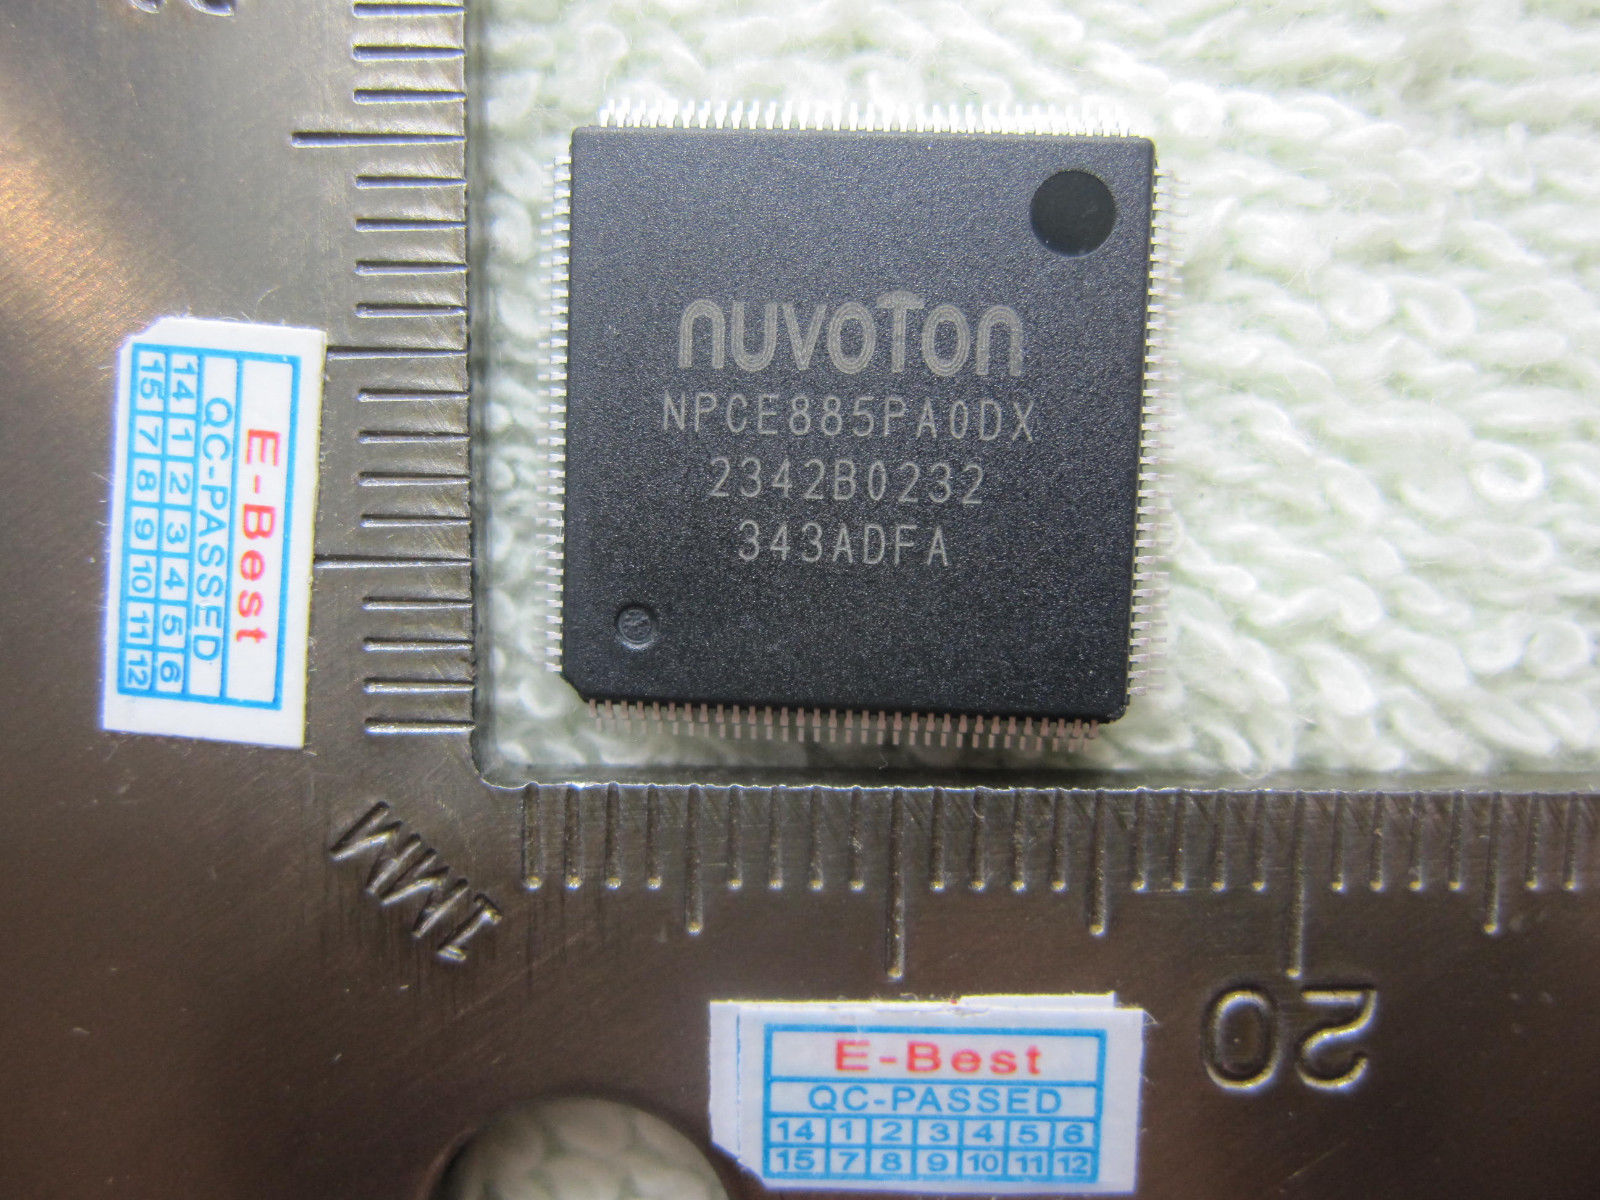 nuvoton
NPCE885PA0DX
2342B0232
343ADFA
E-Best
QC-PASSED
14 1 2 3 4 5 6
15 7 8 9 10 11 12
1MM
20
E-Best
QC-PASSED
14 1 2 3 4 5 6
15 7 8 9 10 11 12